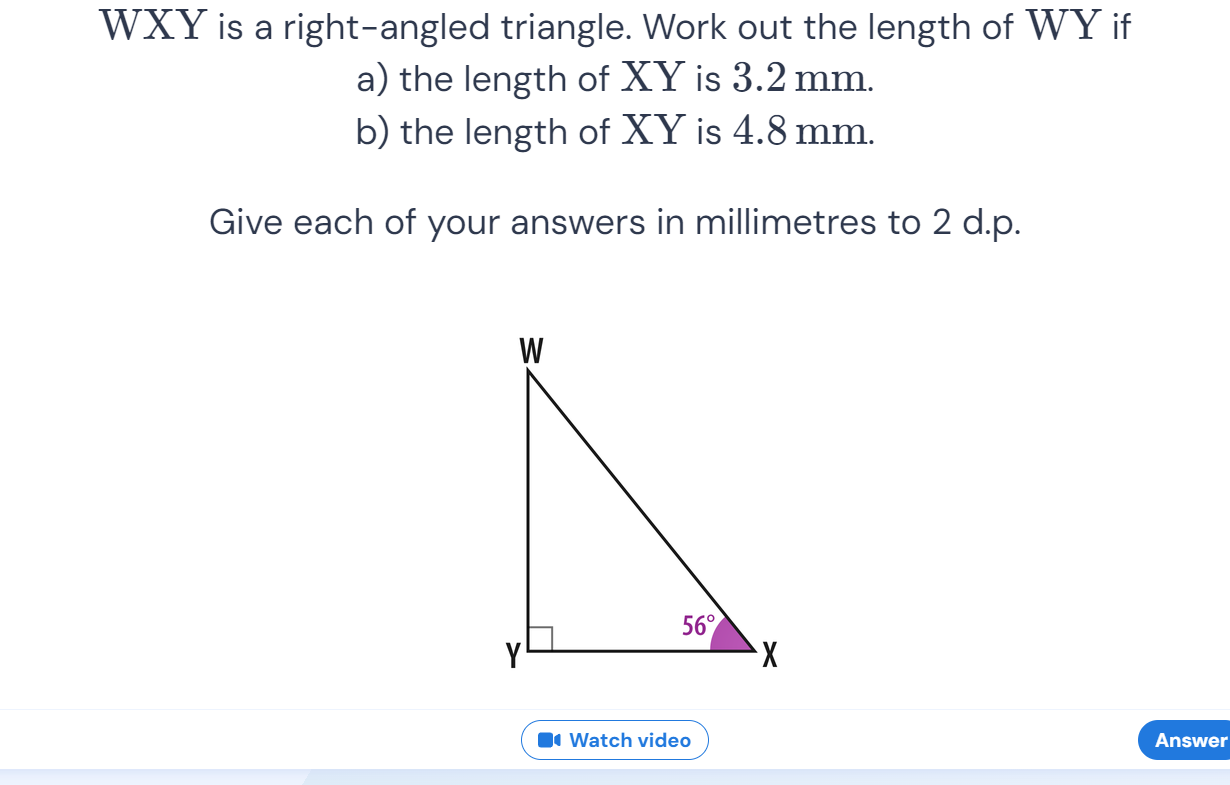 WXY is a right-angled triangle. Work out the length of WY if
a) the length of XY is 3.2 mm.
b) the length of XY is 4.8 mm.
Give each of your answers in millimetres to 2 d.p.
W
56°
Y
X
Watch video
Answer